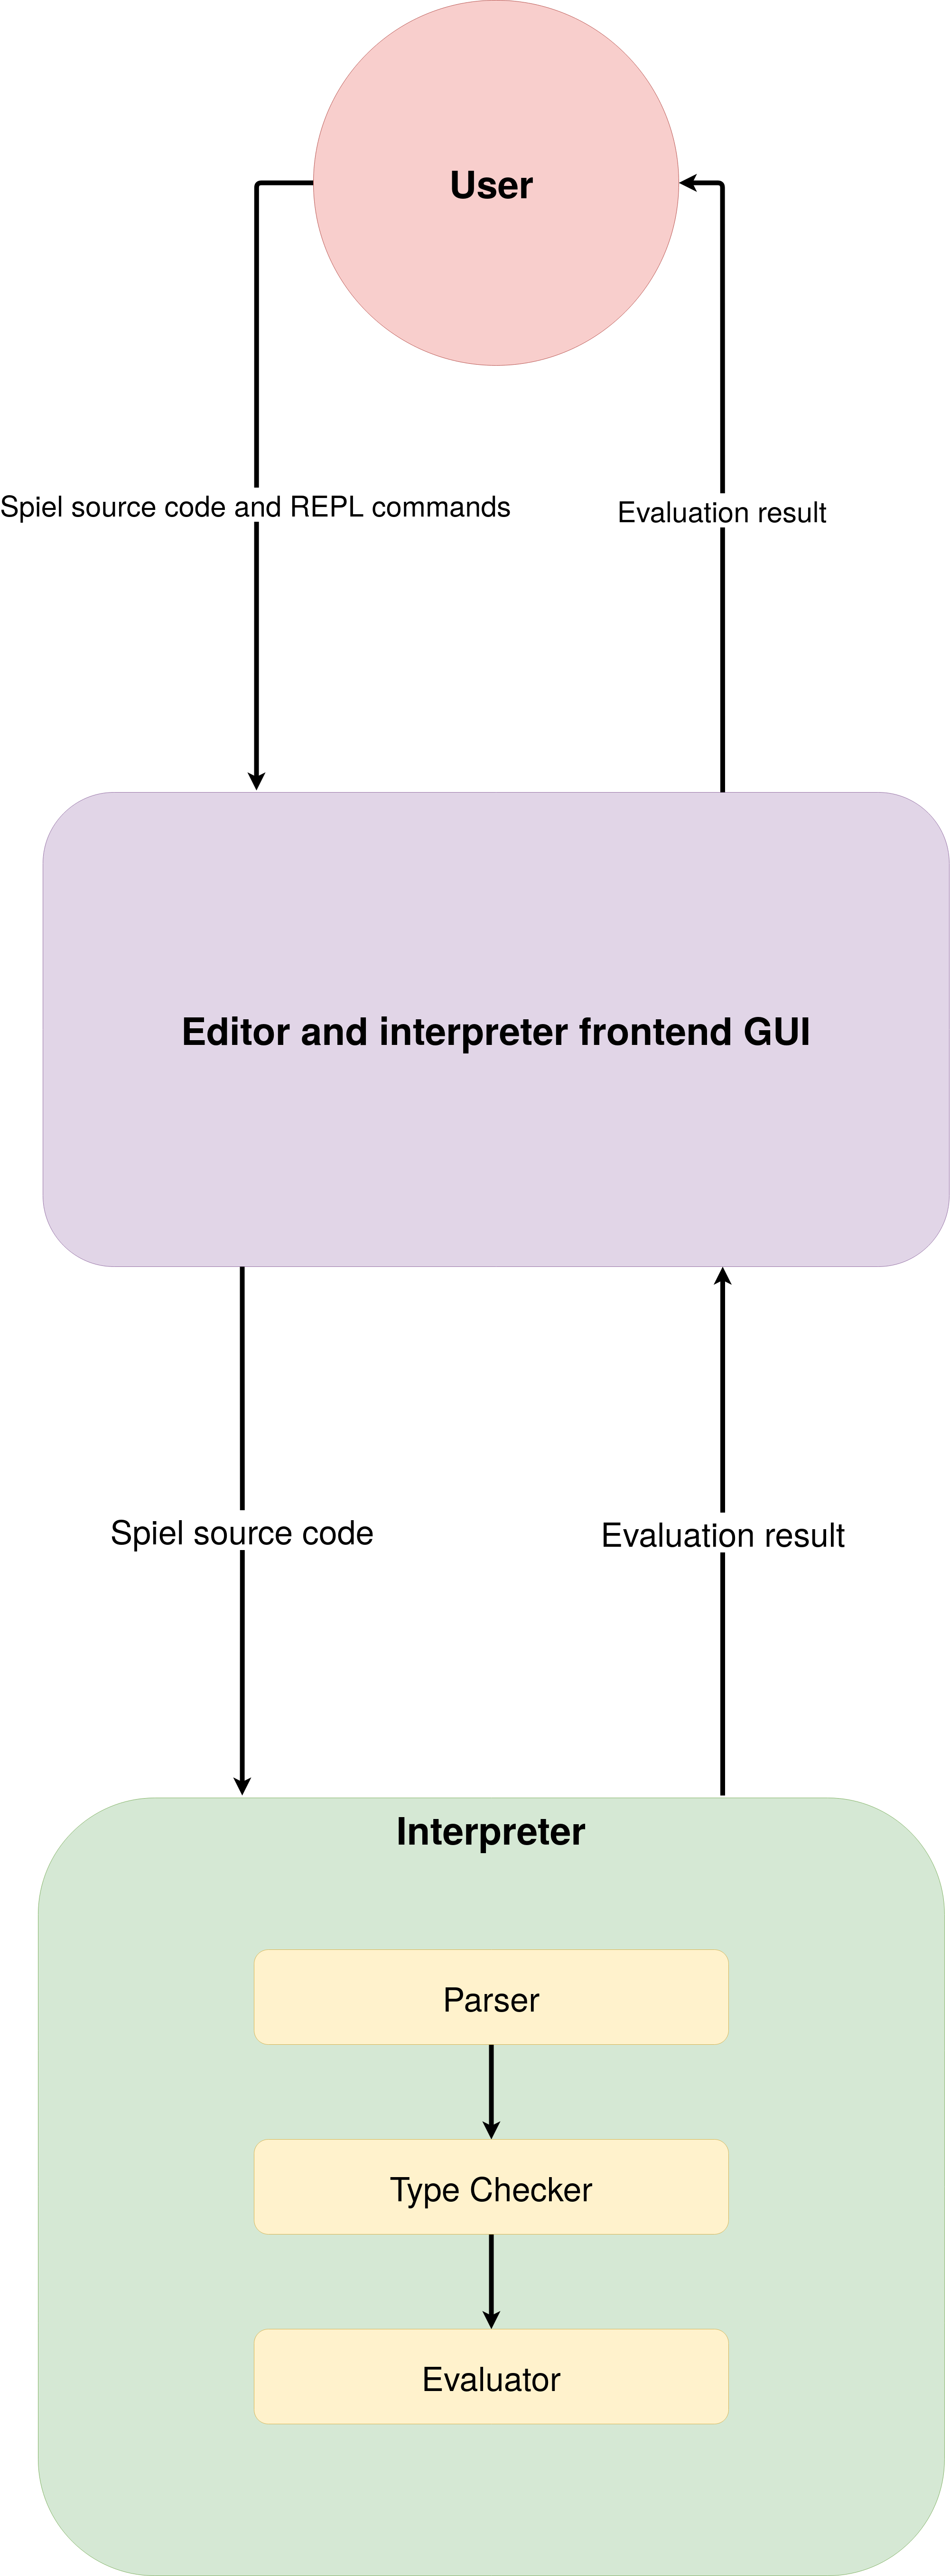 User
Spiel source code and REPL commands
Evaluation result
Editor and interpreter frontend GUI
Spiel source code
Evaluation result
Interpreter
Parser
Type Checker
Evaluator